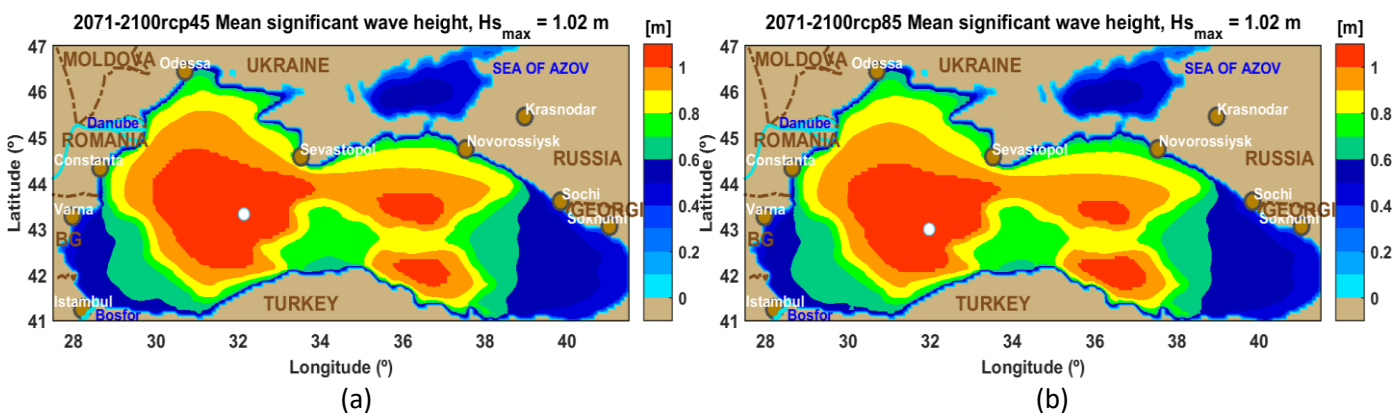 2071-2100rcp45 Mean significant wave height, Hsmax = 1.02 m
[m]
47
46
45
44
43
42
41
Latitude (º)
MOLDOVA
Odessa
UKRAINE
SEA OF AZOV
Krasnodar
Danube
ROMANIA
Constanta
Sevastopol
Novorossiysk
RUSSIA
Sochi
GEORGI
Sokhumi
Varna
BG
Istambul
Bosfor
TURKEY
1
0.8
0.6
0.4
0.2
0
28 30 32 34 36 38 40
Longitude (º)
(a)
2071-2100rcp85 Mean significant wave height, Hsmax = 1.02 m
[m]
47
46
45
44
43
42
41
Latitude (º)
MOLDOVA
Odessa
UKRAINE
SEA OF AZOV
Krasnodar
Danube
ROMANIA
Constanta
Sevastopol
Novorossiysk
RUSSIA
Sochi
GEORGI
Sokhumi
Varna
BG
Istambul
Bosfor
TURKEY
1
0.8
0.6
0.4
0.2
0
28 30 32 34 36 38 40
Longitude (º)
(b)